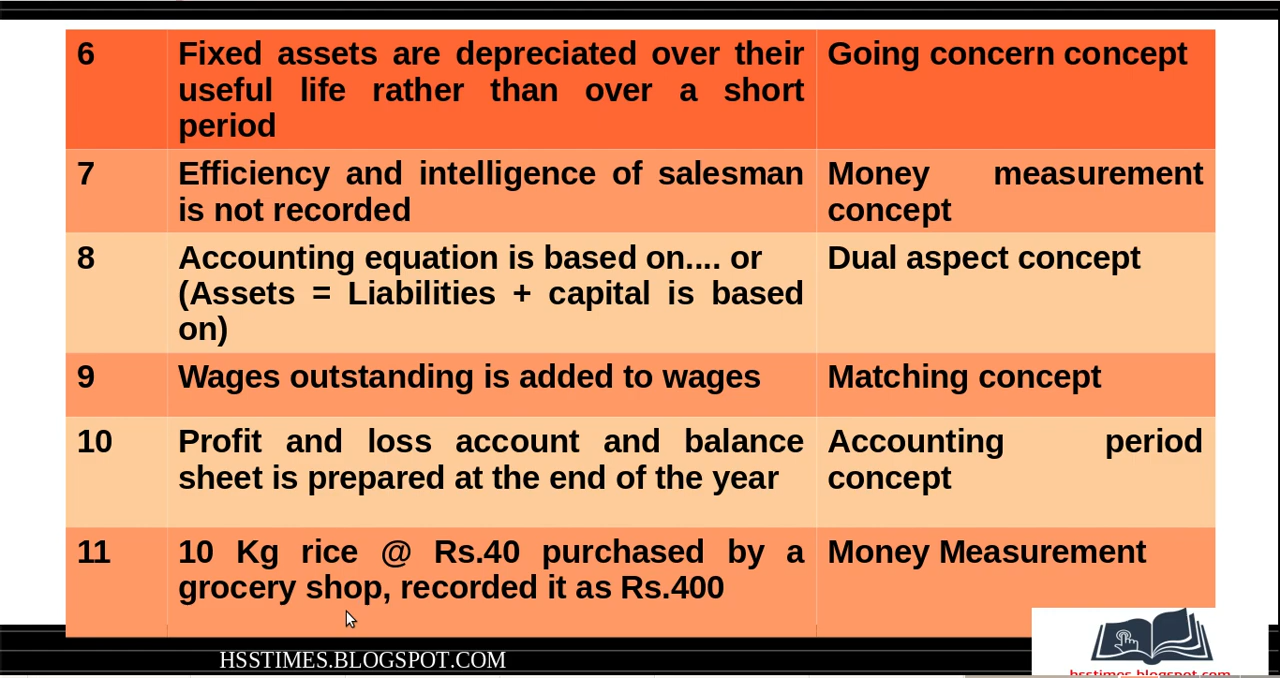 6 Fixed assets are depreciated over their Going concern concept
useful life rather than over a short
period
7 Efficiency and intelligence of salesman Money measurement
is not recorded concept
8 Accounting equation is based on.... or Dual aspect concept
(Assets = Liabilities + capital is based
on)
9 Wages outstanding is added to wages Matching concept
10 Profit and loss account and balance Accounting period
sheet is prepared at the end of the year concept
11 10 Kg rice @ Rs.40 purchased by a Money Measurement
grocery shop, recorded it as Rs.400
HSSTIMES.BLOGSPOT.COM
hsstimes.blogspot.com